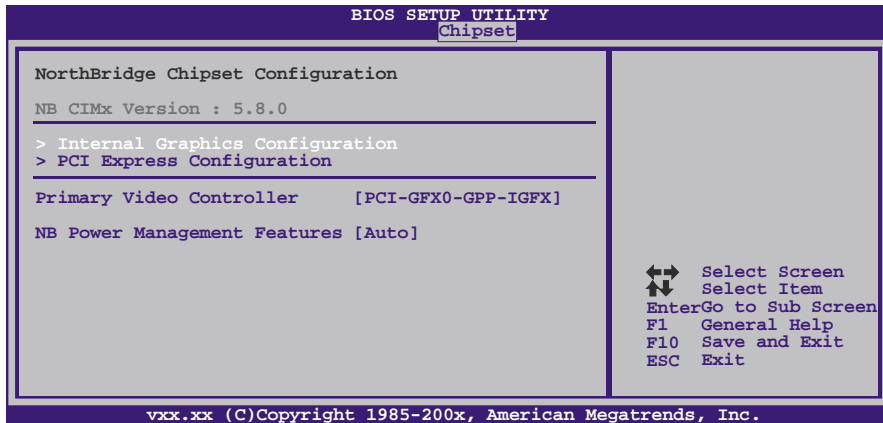 BIOS SETUP UTILITY
Chipset
NorthBridge Chipset Configuration
NB CIMx Version : 5.8.0
> Internal Graphics Configuration
> PCI Express Configuration
Primary Video Controller [PCI-GFX0-GPP-IGFX]
NB Power Management Features [Auto]
Select Screen
Select Item
EnterGo to Sub Screen
F1 General Help
F10 Save and Exit
ESC Exit
vxx.xx (C)Copyright 1985-200x, American Megatrends, Inc.